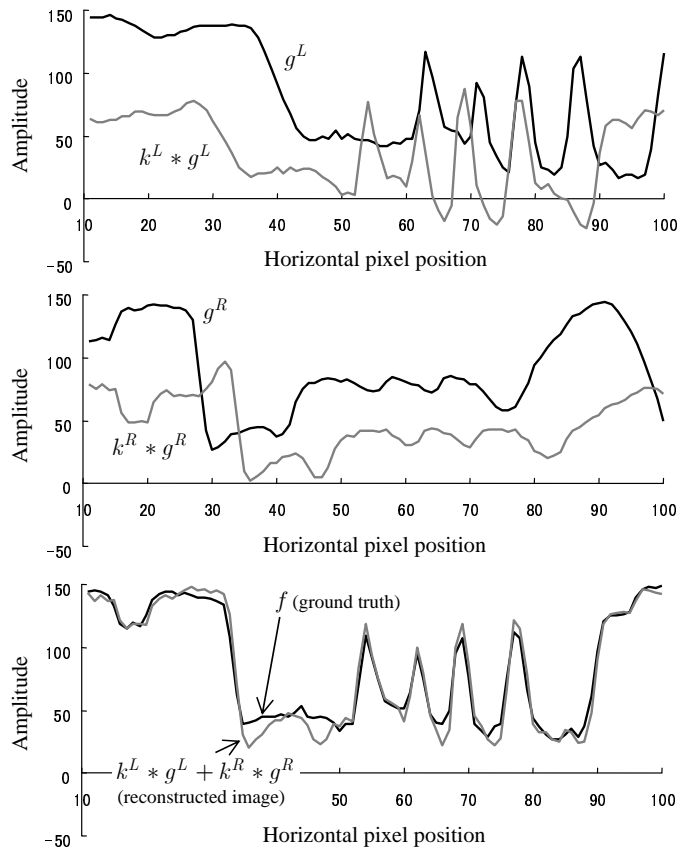 150
100
50
0
-50
Amplitude
g^L
k^L * g^L
10 20 30 40 50 60 70 80 90 100
Horizontal pixel position
150
100
50
0
-50
Amplitude
g^R
k^R * g^R
10 20 30 40 50 60 70 80 90 100
Horizontal pixel position
150
100
50
0
-50
Amplitude
f (ground truth)
k^L * g^L + k^R * g^R
(reconstructed image)
10 50 60 70 80 90 100
Horizontal pixel position